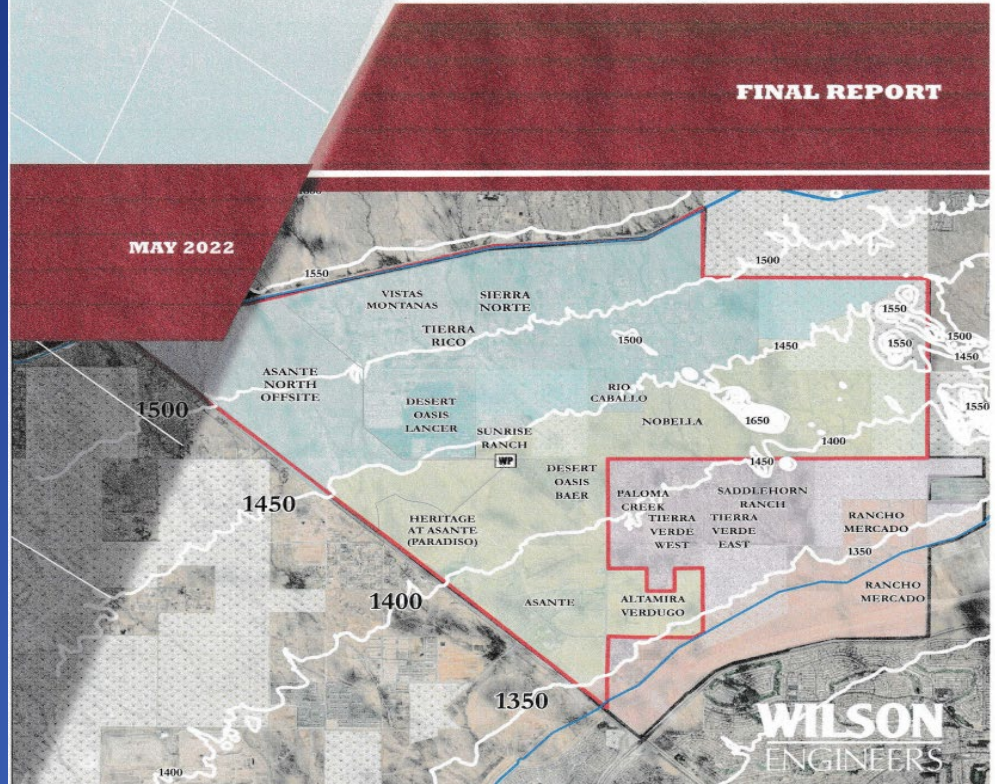 FINAL REPORT
MAY 2022
1550
1500
VISTAS
MONTANAS
SIERRA
NORTE
TIERRA
RICO
1500
1450
1550
1550
1500
1450
ASANTE
NORTH
OFFSITE
1500
DESERT
OASIS
LANCER
RIO
CABALLO
NOBELLA
1650
1550
SUNRISE
RANCH
WP
1400
1450
DESERT
OASIS
BAER
1450
PALOMA
CREEK
SADDLEHORN
RANCH
TIERRA
VERDE
WEST
TIERRA
VERDE
EAST
RANCHO
MERCADO
HERITAGE
AT ASANTE
(PARADISO)
1350
1400
ASANTE
ALTAMIRA
VERDUGO
RANCHO
MERCADO
1350
WILSON
ENGINEERS
1400